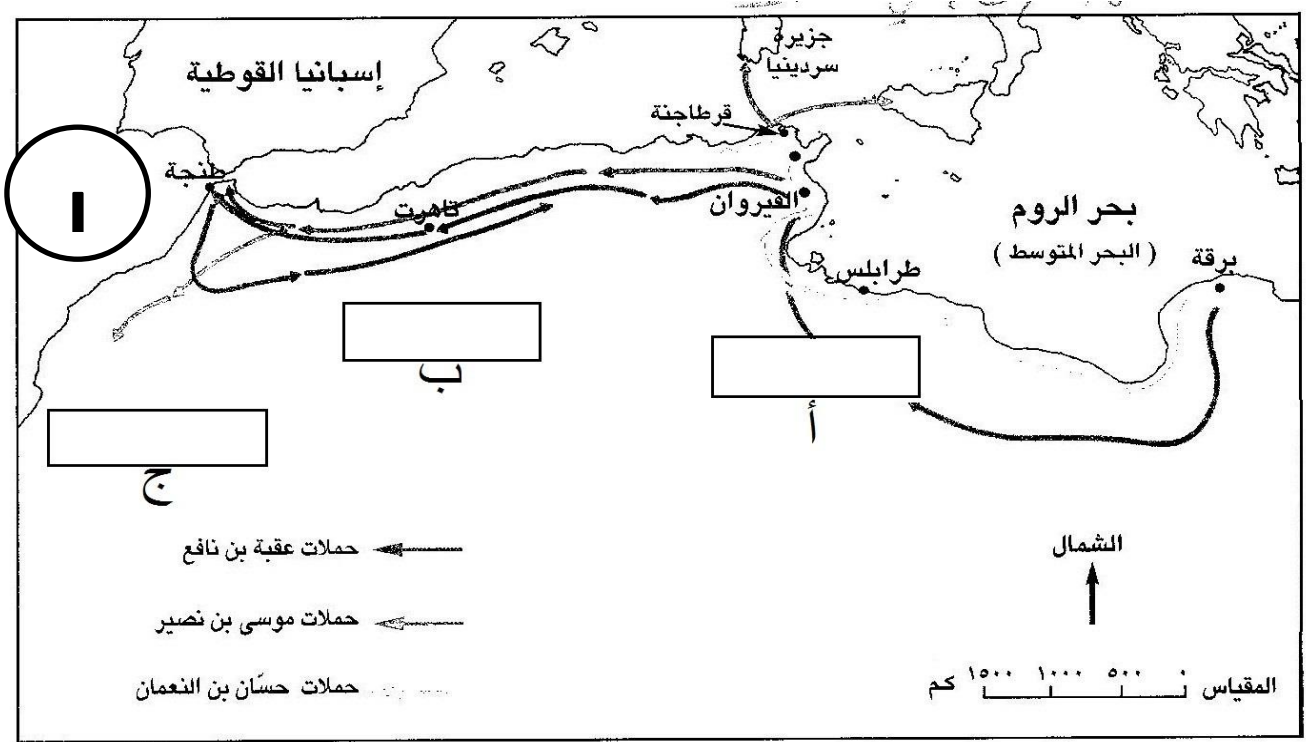 جزيرة
سردينيا
إسبانيا القوطية
قرطاجنة
طنجة
ا
تاهرت
القيروان
بحر الروم
( البحر المتوسط )
برقة
طرابلس
ب
أ
ج
حملات عقبة بن نافع
الشمال
حملات موسى بن نصير
حملات حسّان بن النعمان
المقياس ٠ ٥٠٠ ١٠٠٠ ١٥٠٠ كم